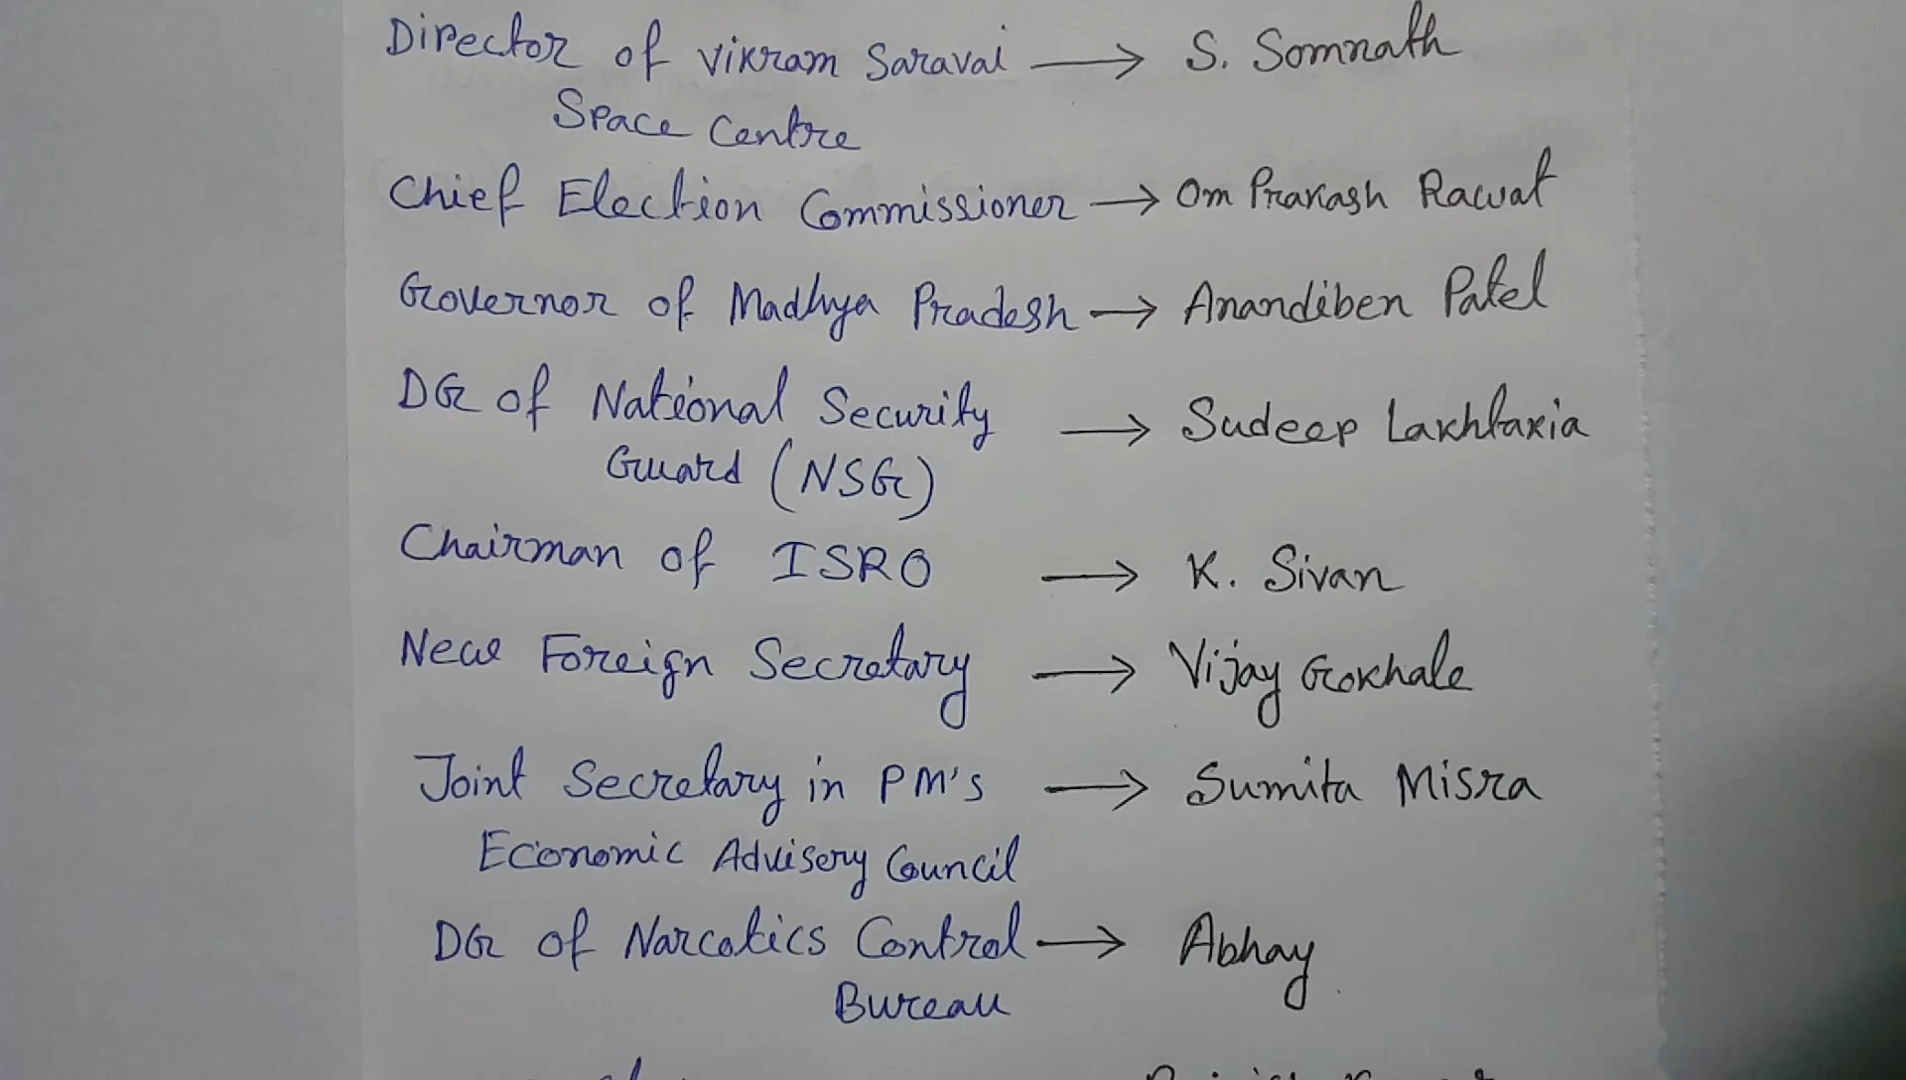 Director of Vikram Saravai → S. Somnath
Space Centre
Chief Election Commissioner → Om Prakash Rawat
Governor of Madhya Pradesh → Anandiben Patel
DG of National Security → Sudeep Lakhtakia
Guard (NSG)
Chairman of ISRO → K. Sivan
New Foreign Secretary → Vijay Gokhale
Joint Secretary in PM's → Sumita Misra
Economic Advisory Council
DG of Narcotics Control → Abhay
Bureau